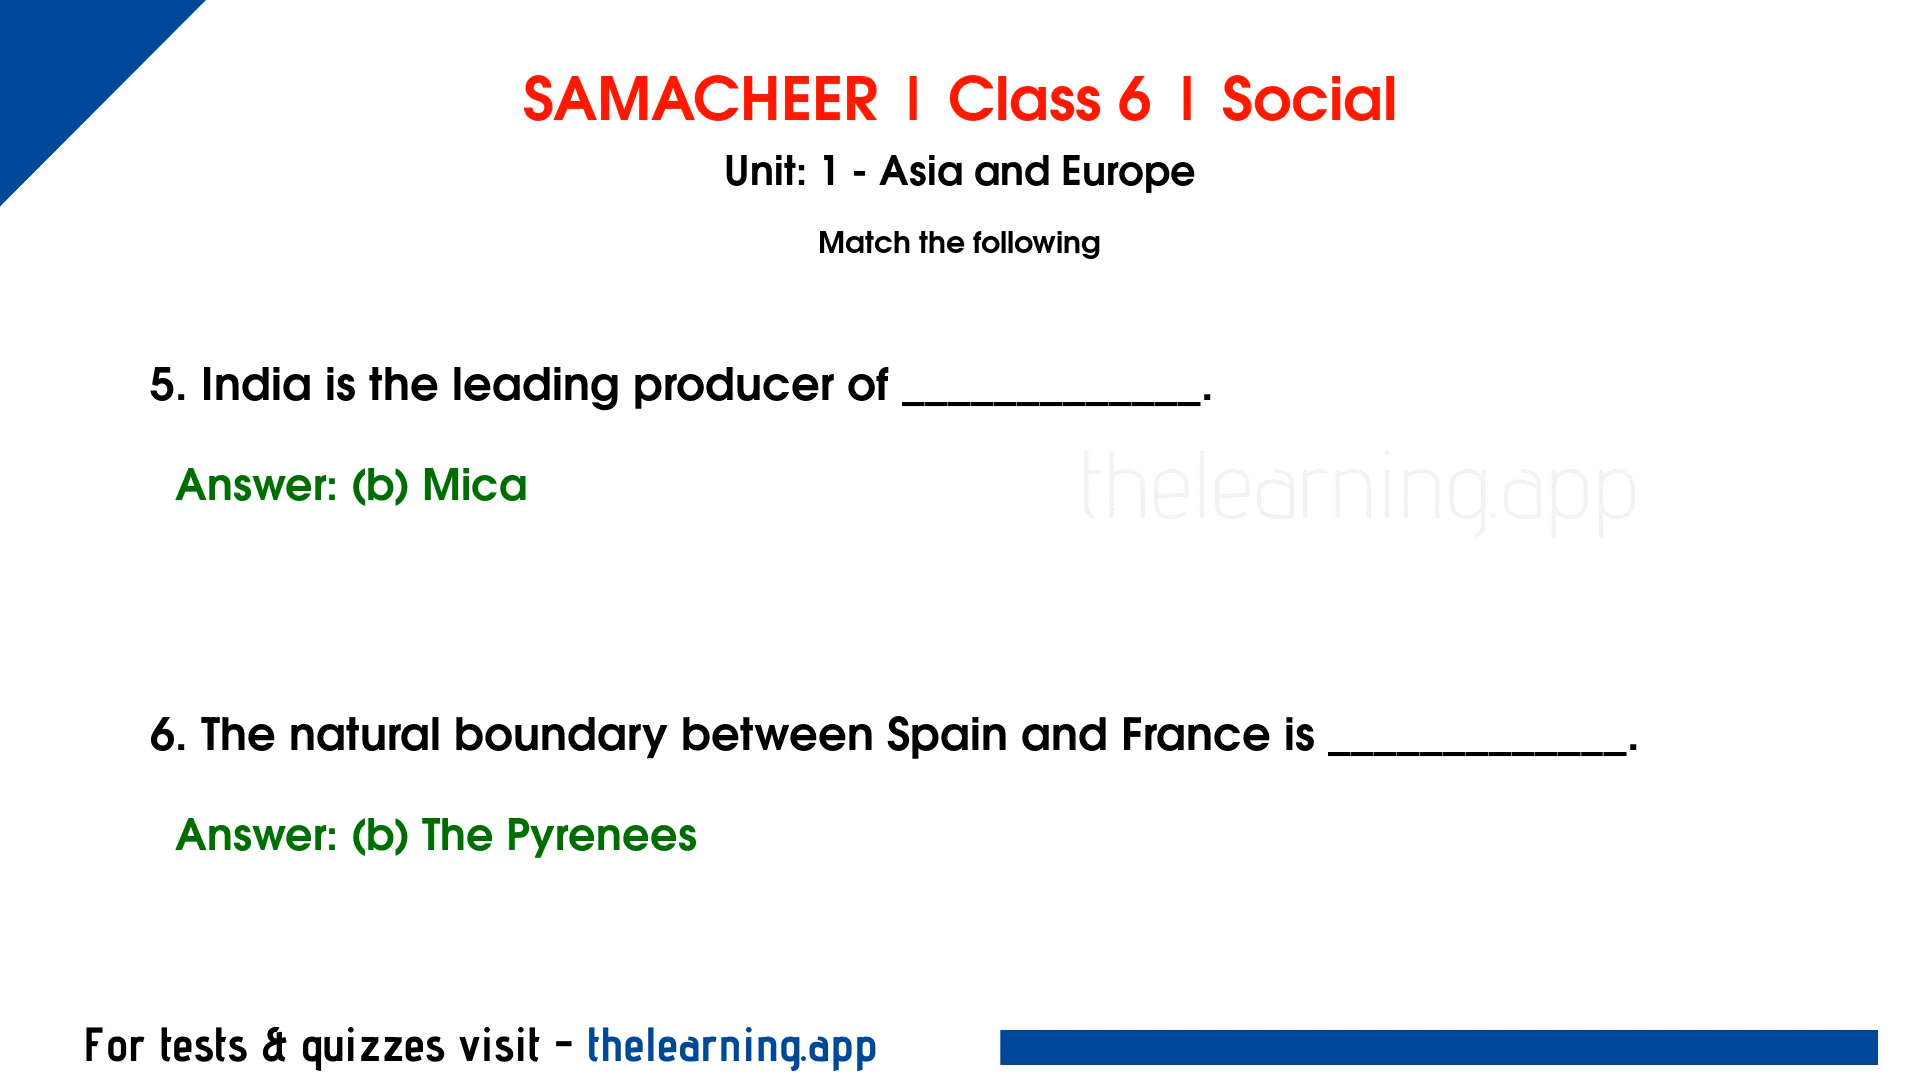 SAMACHEER | Class 6 | Social
Unit: 1 - Asia and Europe
Match the following
5. India is the leading producer of _____________.
Answer: (b) Mica
thelearning.app
6. The natural boundary between Spain and France is _____________.
Answer: (b) The Pyrenees
For tests & quizzes visit - thelearning.app